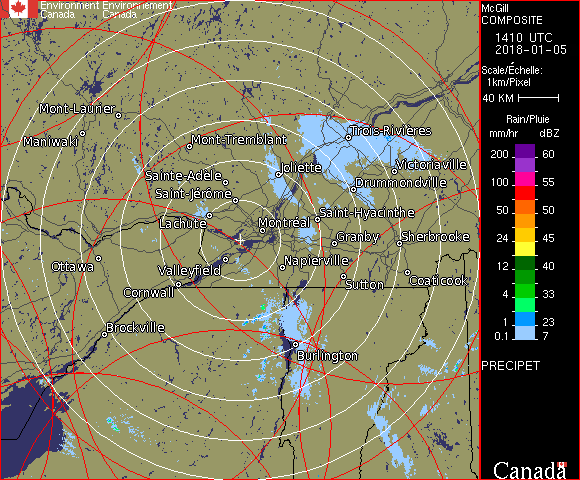 Environment Environnement
Canada Canada
McGill
COMPOSITE
1410 UTC
2018-01-05
Scale/Échelle:
1km/Pixel
40 KM
Rain/Pluie
mm/hr dBZ
200 60
100 55
50 50
24 45
12 40
4 33
1 23
0.1 7
PRECIPET
Canada
Mont-Laurier
Maniwaki
Mont-Tremblant
Trois-Rivières
Victoriaville
Joliette
Sainte-Adèle
Drummondville
Saint-Jérôme
Saint-Hyacinthe
Lachute
Montréal
Granby
Sherbrooke
Ottawa
Valleyfield
Napierville
Coaticook
Sutton
Cornwall
Brockville
Burlington